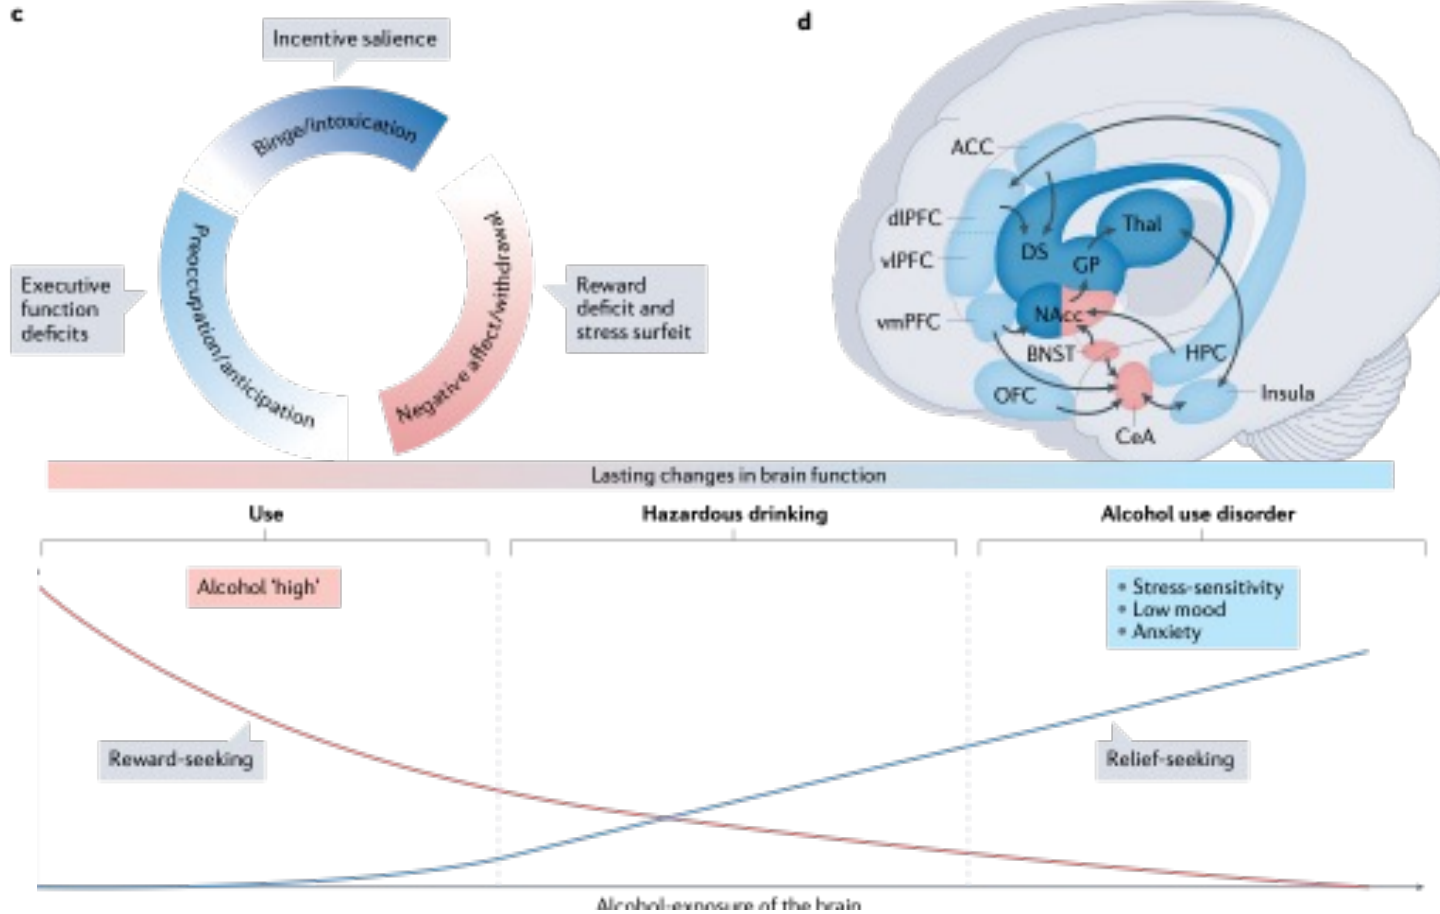 c
Incentive salience
Binge/intoxication
Preoccupation/anticipation
Negative affect/withdrawal
Executive
function
deficits
Reward
deficit and
stress surfeit
d
ACC
dlPFC
vlPFC
vmPFC
DS
GP
Thal
NAcc
BNST
HPC
OFC
Insula
CeA
Lasting changes in brain function
Use
Hazardous drinking
Alcohol use disorder
Alcohol 'high'
• Stress-sensitivity
• Low mood
• Anxiety
Reward-seeking
Relief-seeking
Alcohol-exposure of the brain